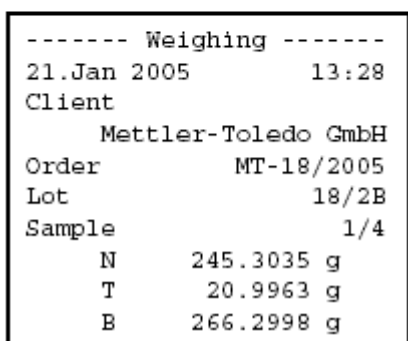 ------- Weighing -------
21.Jan 2005 13:28
Client
Mettler-Toledo GmbH
Order MT-18/2005
Lot 18/2B
Sample 1/4
N 245.3035 g
T 20.9963 g
B 266.2998 g